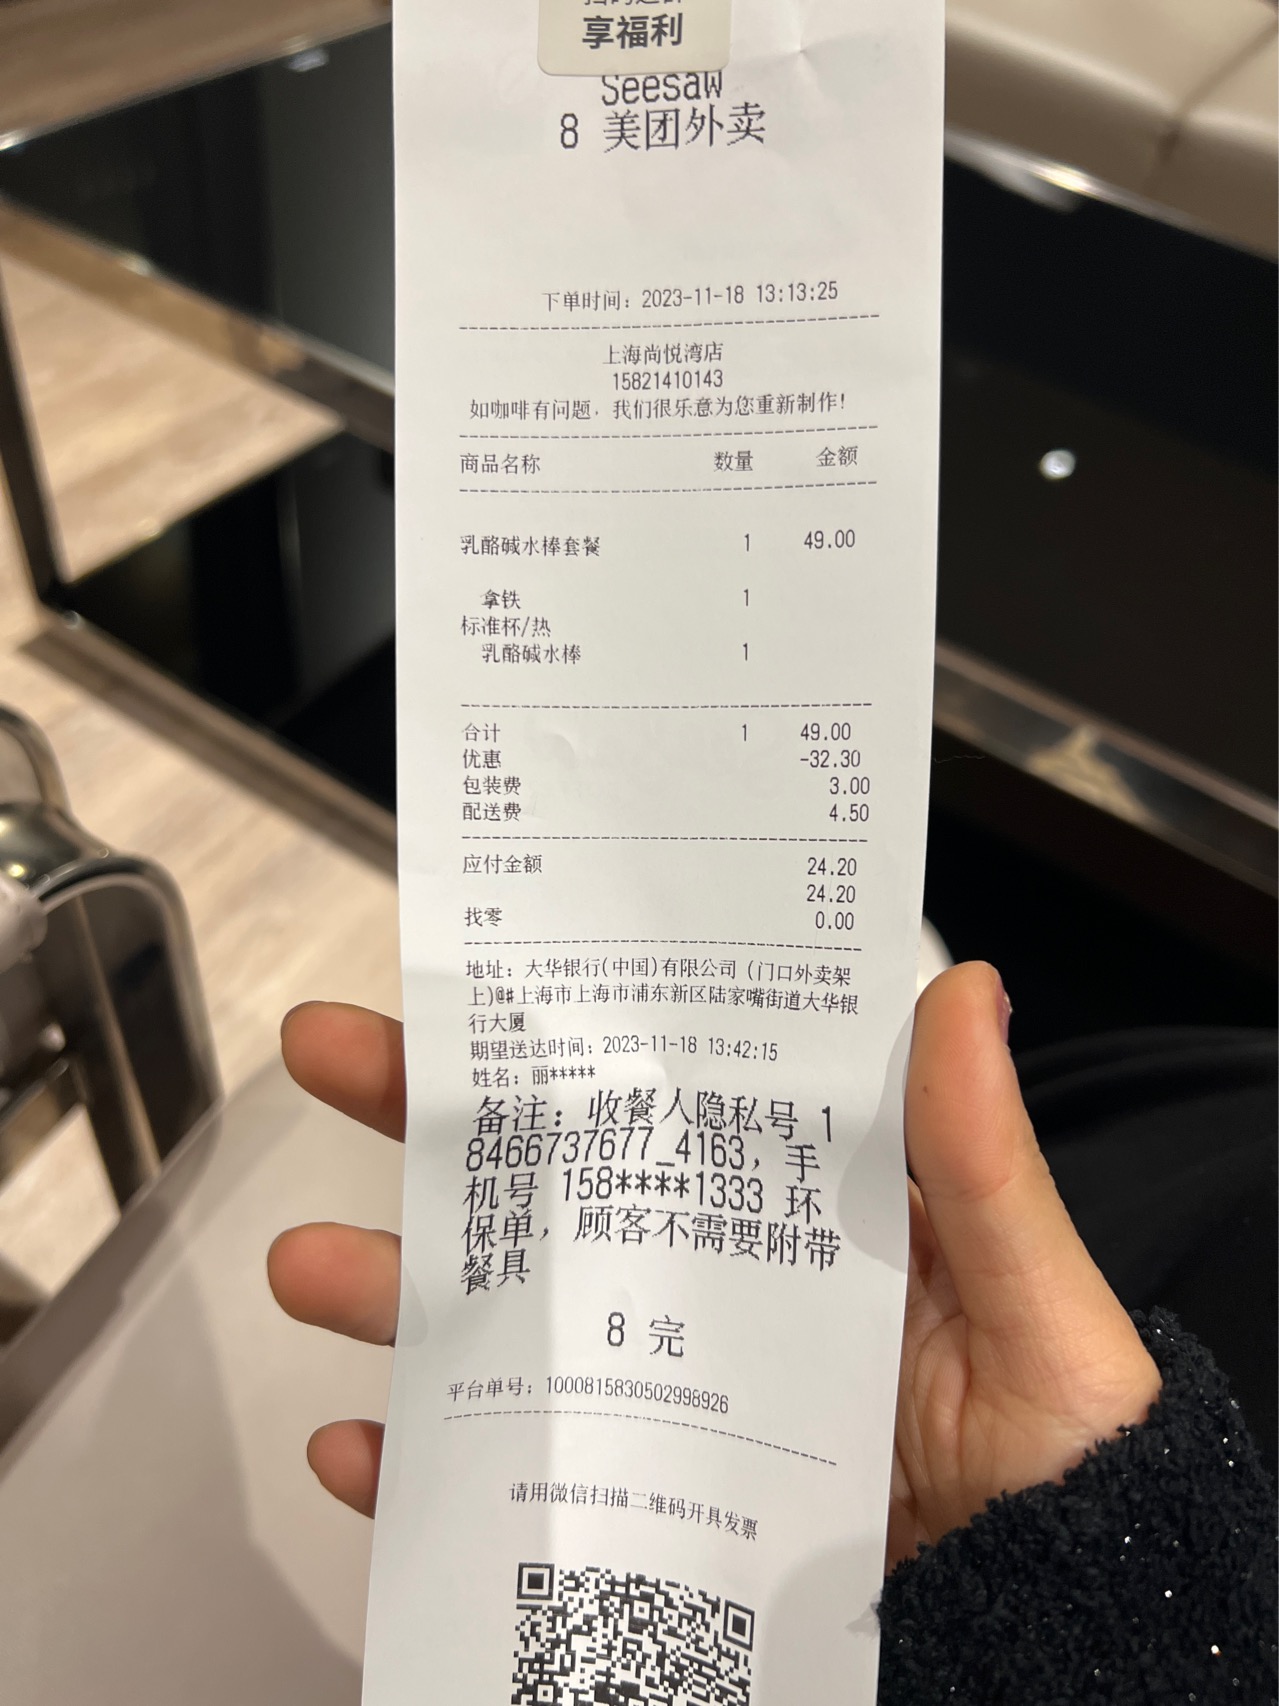 享福利
Seesaw
8 美团外卖
下单时间：2023-11-18 13:13:25
上海尚悦湾店
15821410143
如咖啡有问题，我们很乐意为您重新制作！
商品名称 数量 金额
乳酪碱水棒套餐 1 49.00
拿铁 1
标准杯/热
乳酪碱水棒 1
合计 1 49.00
优惠 -32.30
包装费 3.00
配送费 4.50
应付金额 24.20
24.20
找零 0.00
地址：大华银行(中国)有限公司（门口外卖架
上)@#上海市上海市浦东新区陆家嘴街道大华银
行大厦
期望送达时间：2023-11-18 13:42:15
姓名：丽*****
备注：收餐人隐私号 1
8466737677_4163，手
机号 158****1333 环
保单，顾客不需要附带
餐具
8 完
平台单号：1000815830502998926
请用微信扫描二维码开具发票